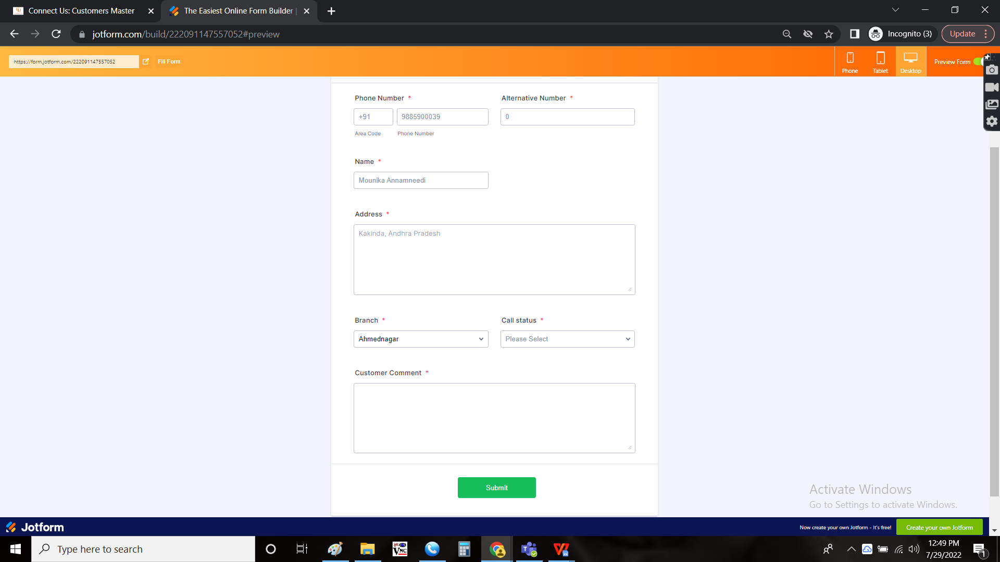 Connect Us: Customers Master
The Easiest Online Form Builder |
jotform.com/build/222091147557052#preview
Incognito (3)
Update
https://form.jotform.com/222091147557052
Fill Form
Phone
Tablet
Desktop
Preview Form
Phone Number *
Alternative Number *
+91
9885900039
0
Area Code
Phone Number
Name *
Mounika Annamneedi
Address *
Kakinda, Andhra Pradesh
Branch *
Call status *
Ahmednagar
Please Select
Customer Comment *
Submit
Activate Windows
Go to Settings to activate Windows.
Jotform
Now create your own Jotform - It's free!
Create your own Jotform
Type here to search
VNC
12:49 PM
7/29/2022
1